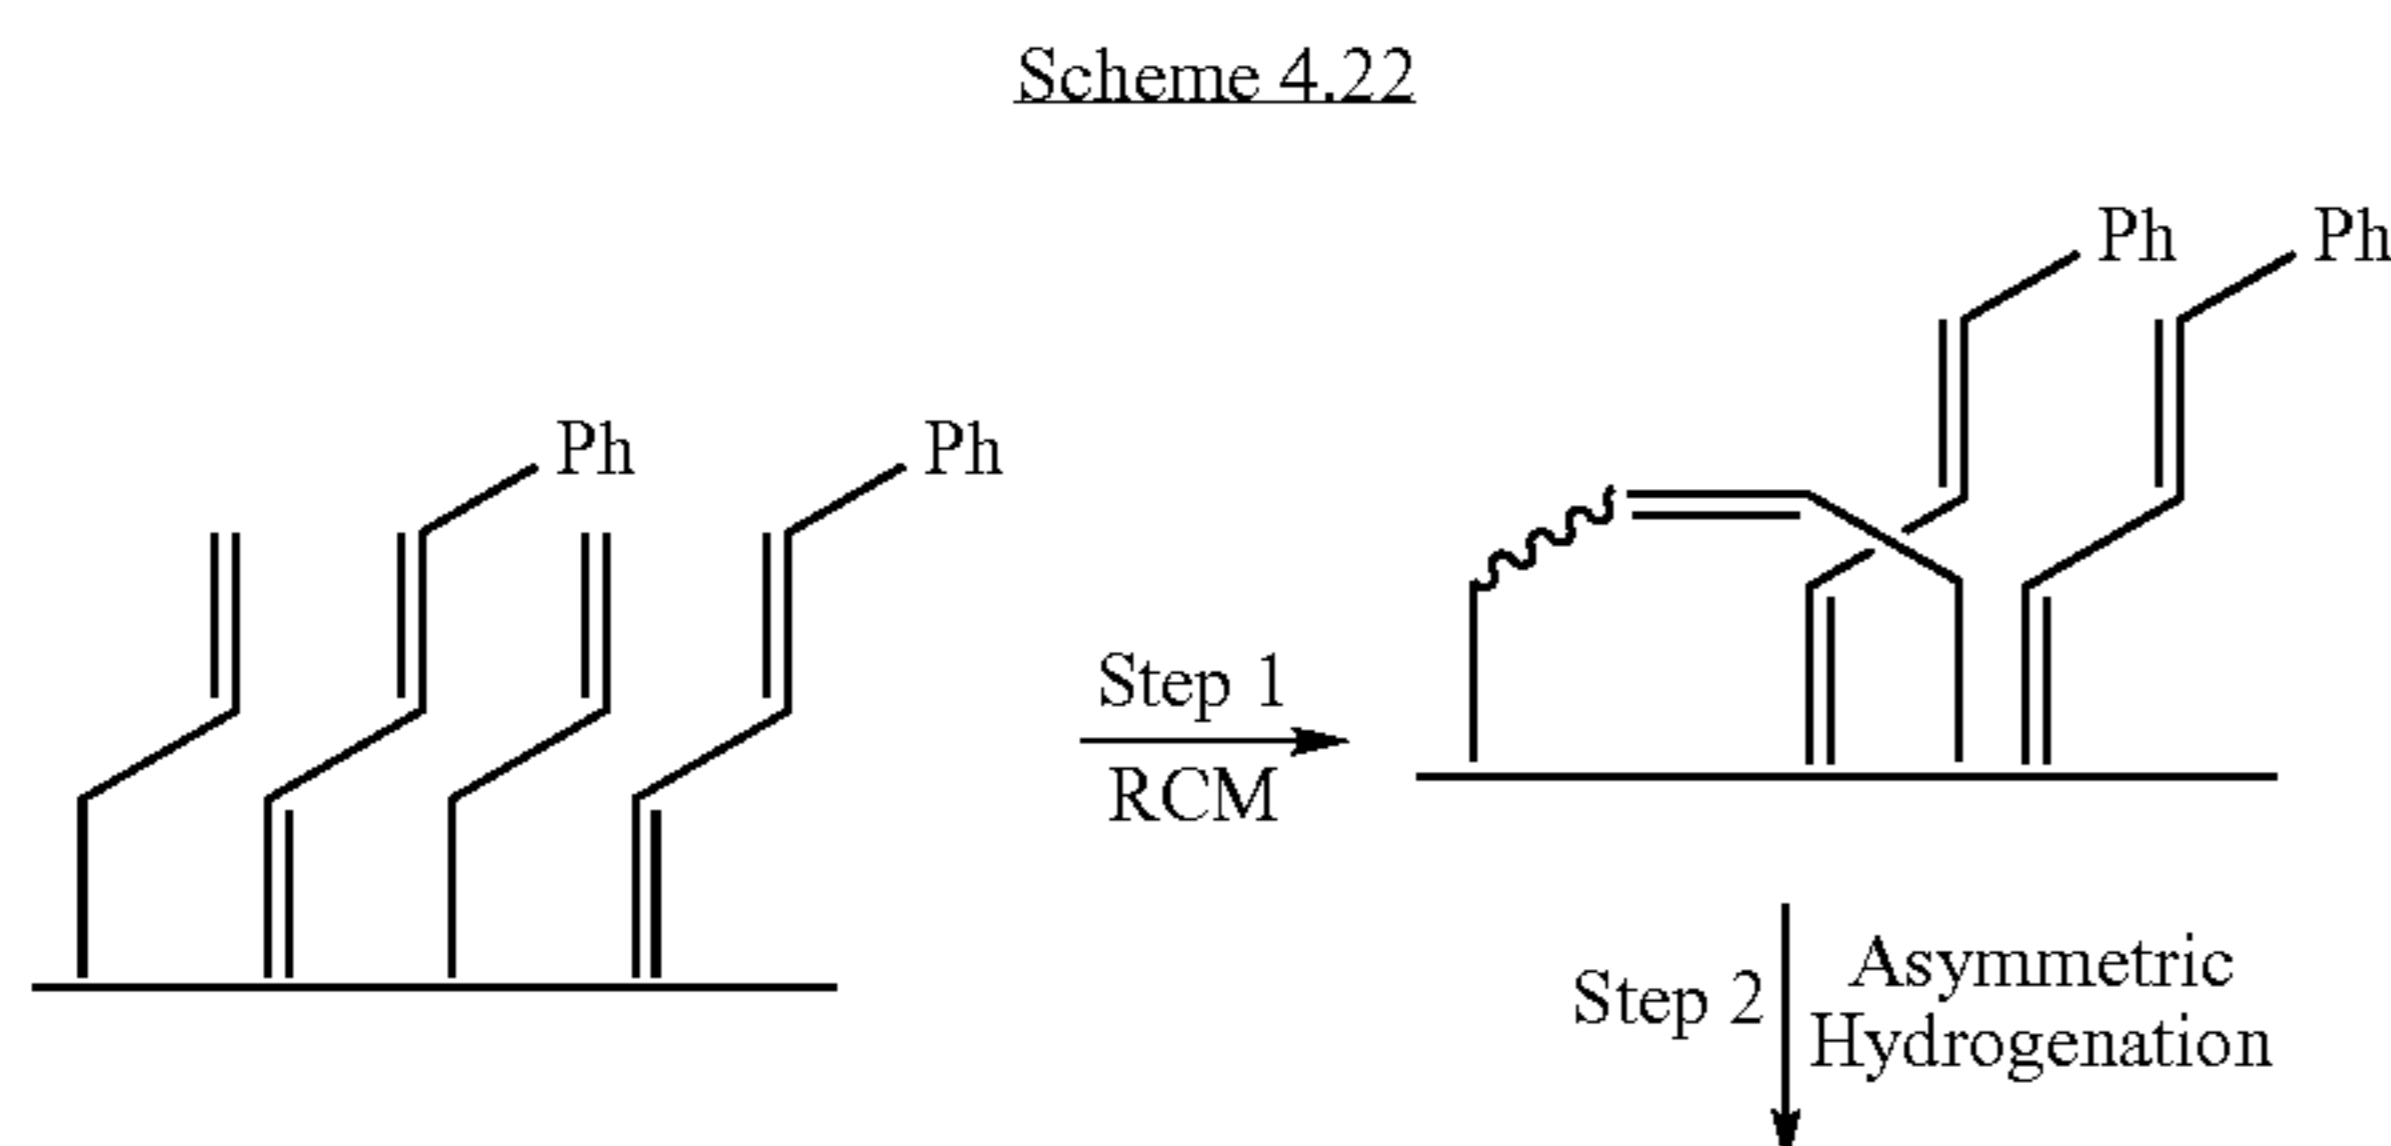 Scheme 4.22
Ph
Ph
Ph
Ph
Step 1
RCM
Step 2
Asymmetric
Hydrogenation